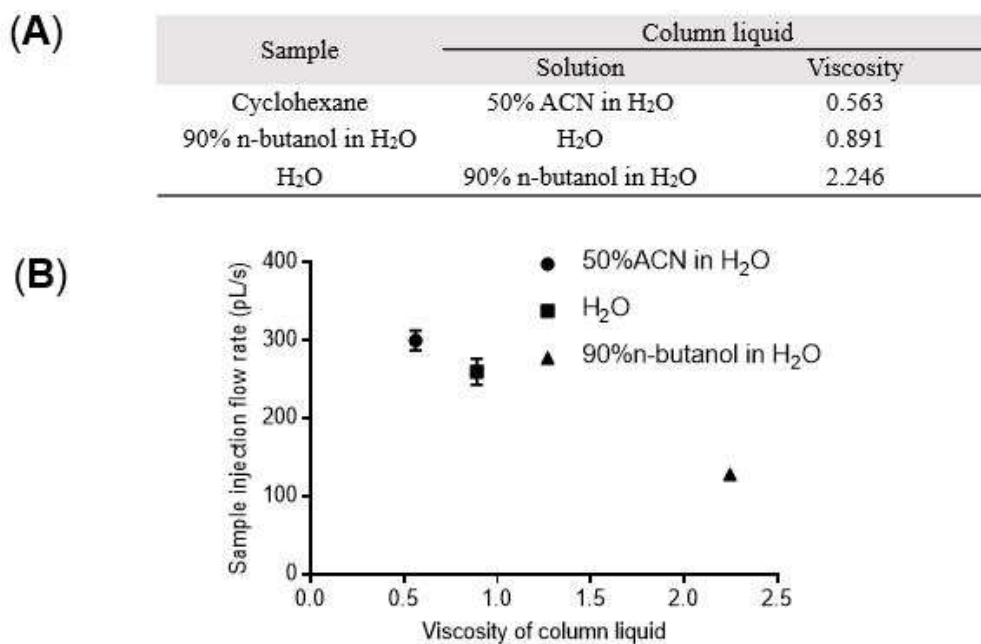 (A)
Sample Column liquid
Solution Viscosity
Cyclohexane 50% ACN in H₂O 0.563
90% n-butanol in H₂O H₂O 0.891
H₂O 90% n-butanol in H₂O 2.246
(B)
50%ACN in H₂O
H₂O
90%n-butanol in H₂O
Sample injection flow rate (pL/s)
400
300
200
100
0
0.0 0.5 1.0 1.5 2.0 2.5
Viscosity of column liquid